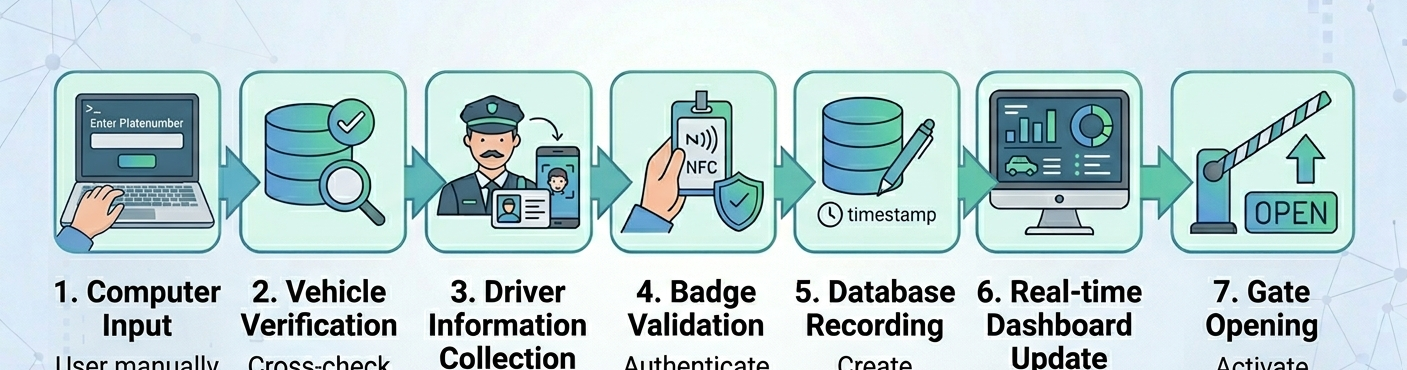 >_
Enter Platenumber
N)))
NFC
timestamp
OPEN
1. Computer
Input
User manually
2. Vehicle
Verification
Cross-check
3. Driver
Information
Collection
4. Badge
Validation
Authenticate
5. Database
Recording
Create
6. Real-time
Dashboard
Update
7. Gate
Opening
Activate